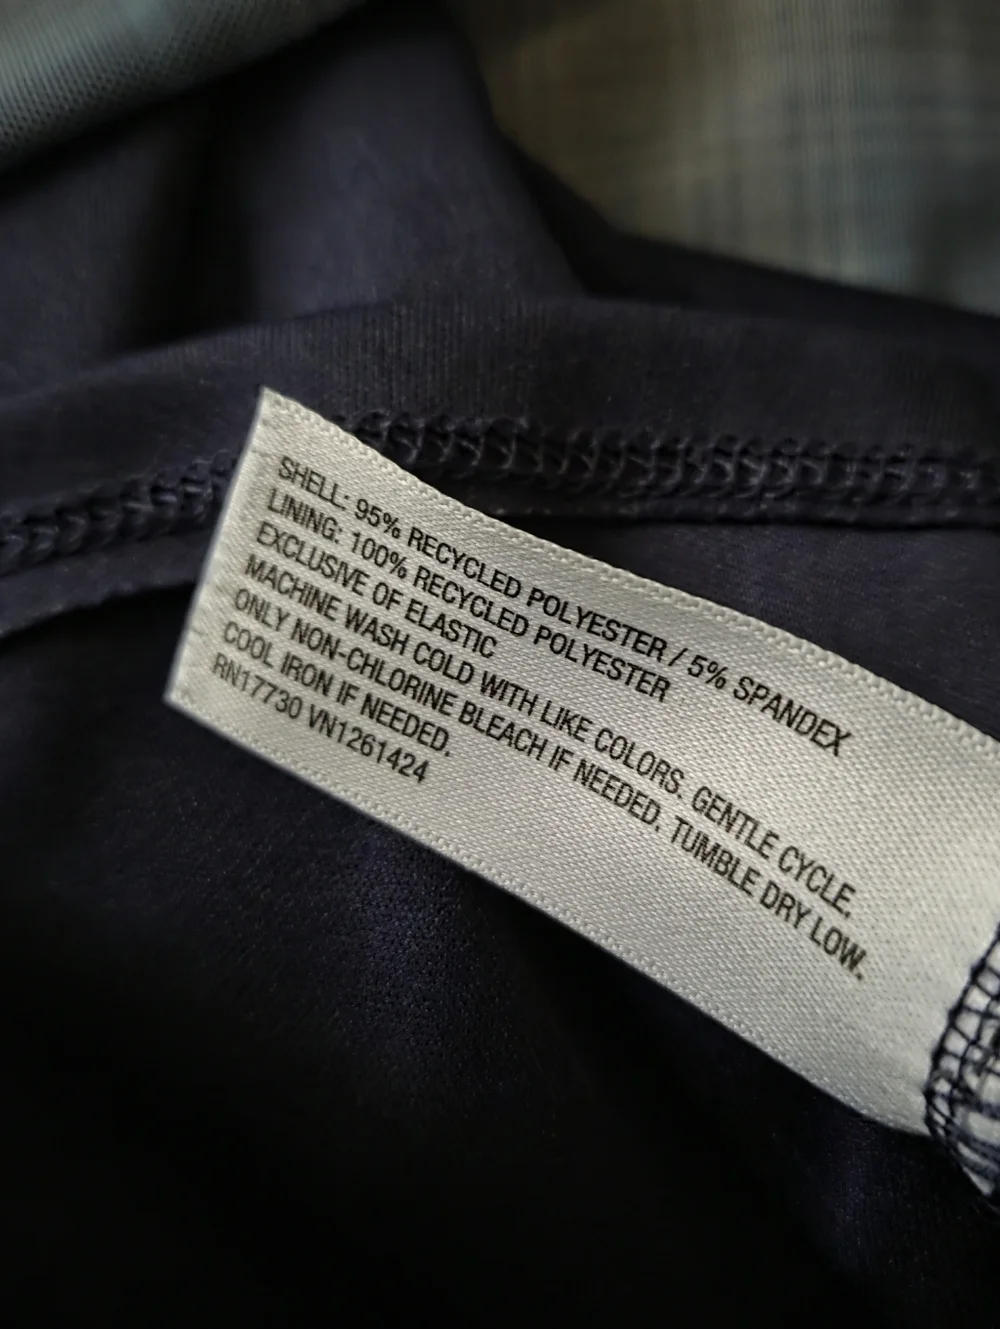 SHELL: 95% RECYCLED POLYESTER / 5% SPANDEX
LINING: 100% RECYCLED POLYESTER
EXCLUSIVE OF ELASTIC
MACHINE WASH COLD WITH LIKE COLORS. GENTLE CYCLE.
ONLY NON-CHLORINE BLEACH IF NEEDED. TUMBLE DRY LOW.
COOL IRON IF NEEDED.
RN17730 VN1261424